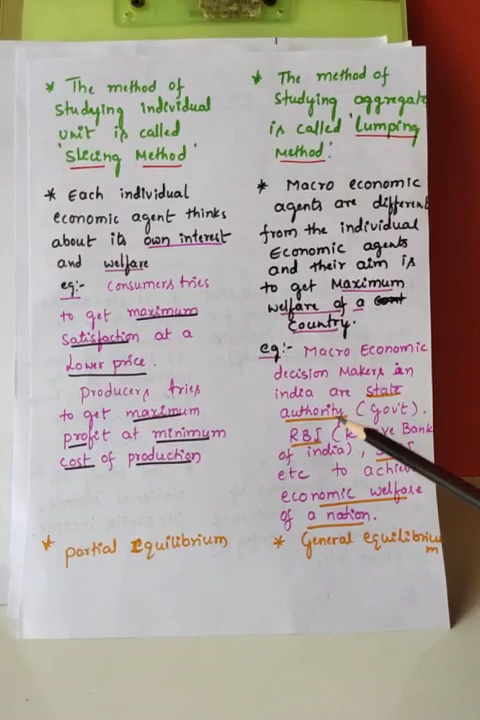 * The method of
studying individual
unit is called
'Slicing Method'
* Each individual
economic agent thinks
about its own interest
and welfare
eg:- consumers tries
to get maximum
satisfaction at a
Lower price.
Producers tries
to get maximum
profit at minimum
cost of production
* partial equilibrium
* The method of
studying aggregate
is called 'Lumping
Method'.
* Macro economic
agents are different
from the individual
Economic agents
and their aim is
to get Maximum
welfare of a
Country.
eg:- Macro Economic
decision Makers in
india are state
authority (Gov't).
RBI Bank
of india),
etc to achieve
economic welfare
of a nation.
* General equilibrium